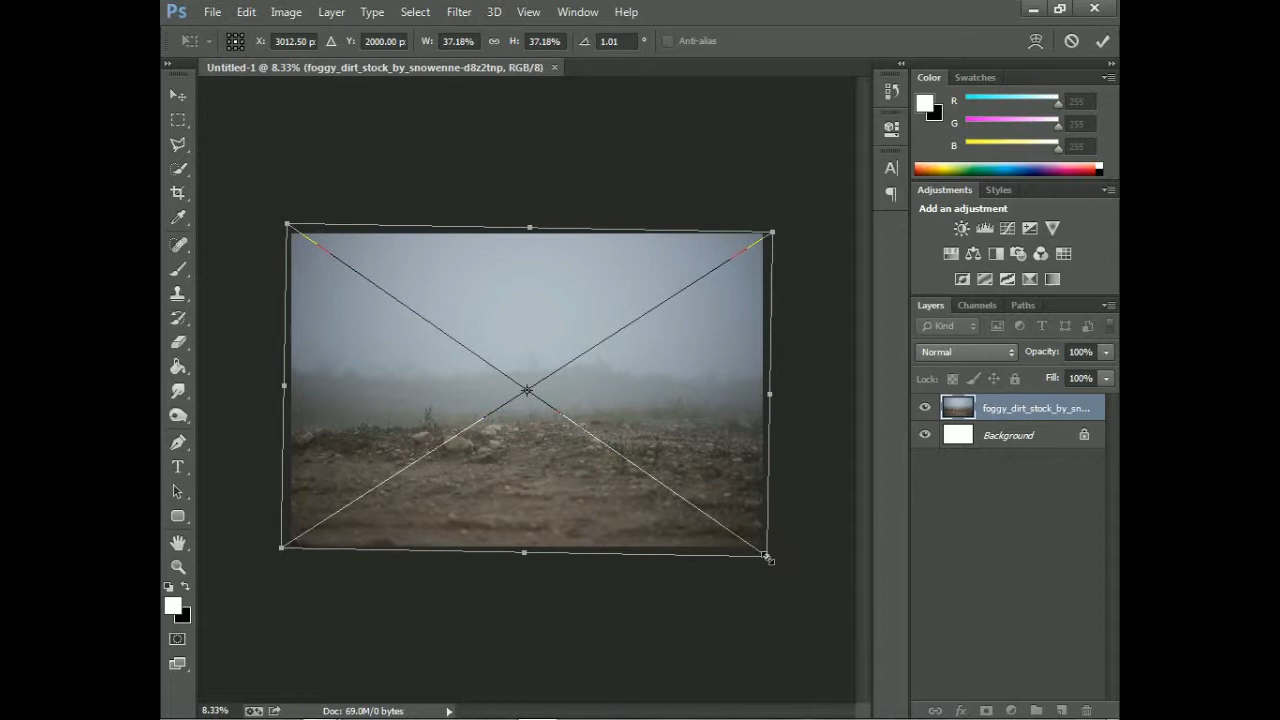 Ps File Edit Image Layer Type Select Filter 3D View Window Help
X: 3012.50 p: Y: 2000.00 p: W: 37.18% H: 37.18% 1.01 ° Anti-alias
Untitled-1 @ 8.33% (foggy_dirt_stock_by_snowenne-d8z2tnp, RGB/8) ×
Color Swatches
R 255
G 255
B 255
Adjustments Styles
Add an adjustment
Layers Channels Paths
Kind
Normal Opacity: 100%
Lock: Fill: 100%
foggy_dirt_stock_by_sn...
Background
8.33% Doc: 69.0M/0 bytes